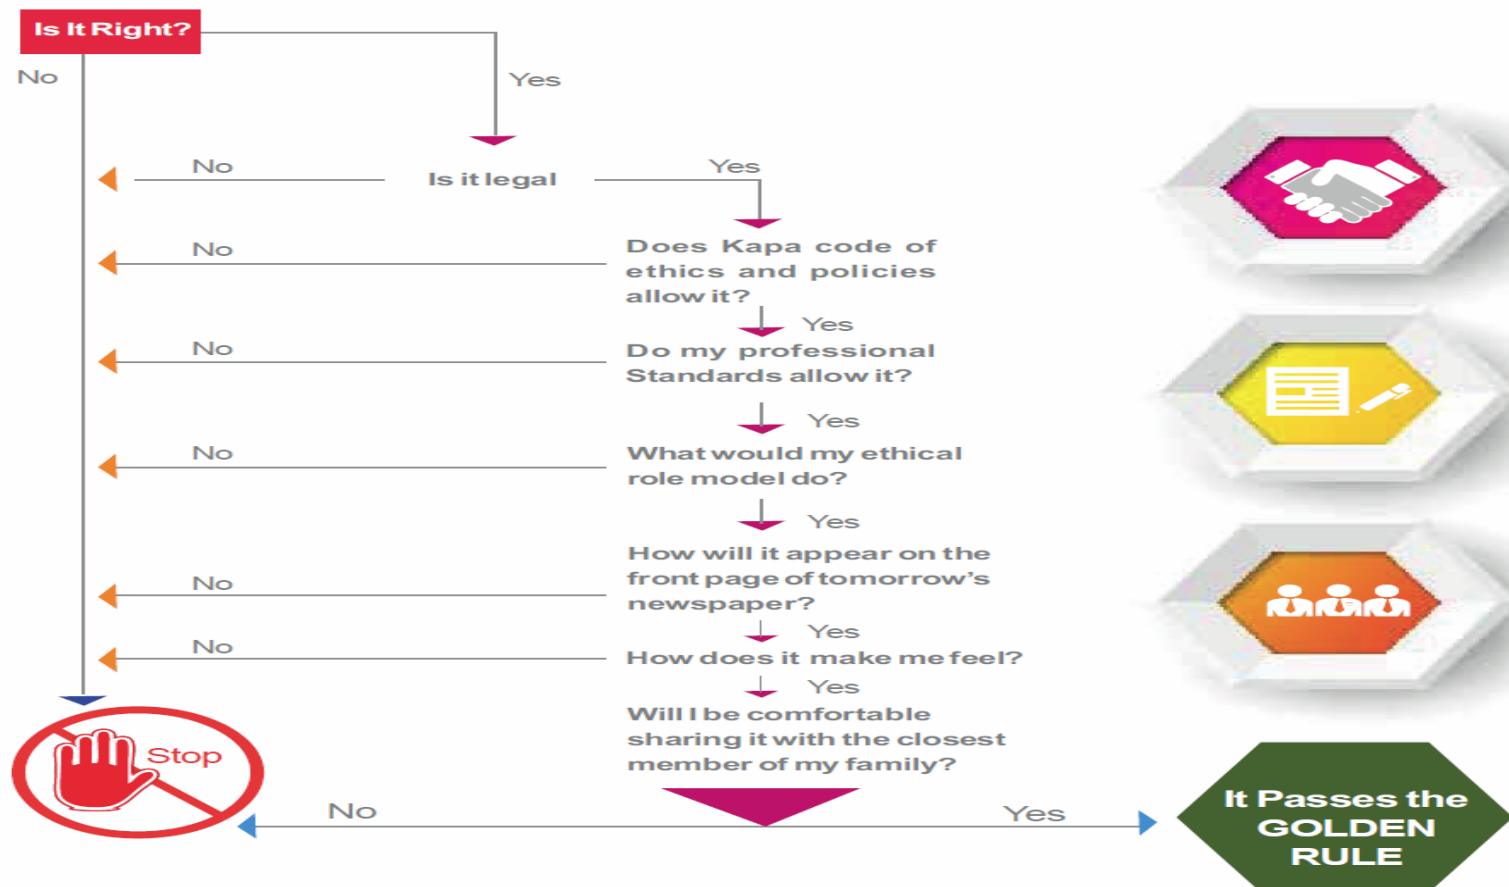 Is It Right?
No
Yes
No
Is it legal
Yes
No
Does Kapa code of
ethics and policies
allow it?
Yes
No
Do my professional
Standards allow it?
Yes
No
What would my ethical
role model do?
Yes
No
How will it appear on the
front page of tomorrow's
newspaper?
Yes
No
How does it make me feel?
Yes
Will I be comfortable
sharing it with the closest
member of my family?
Stop
No
Yes
It Passes the
GOLDEN
RULE